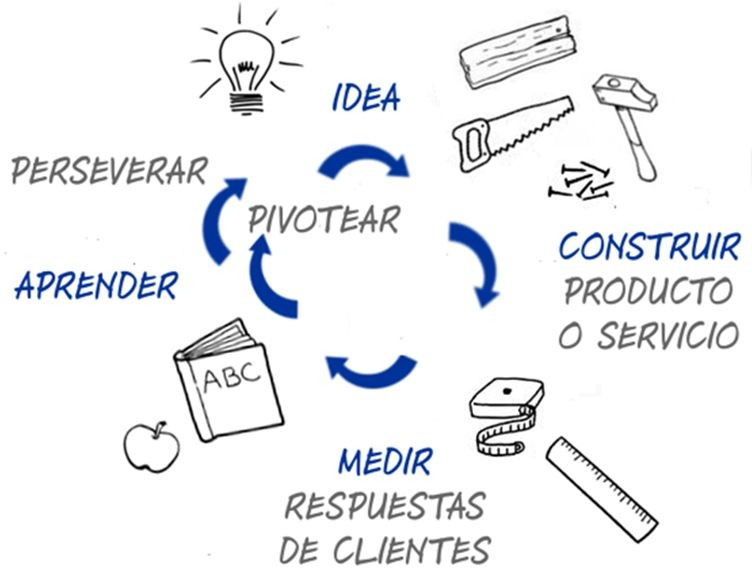 IDEA
PERSEVERAR
PIVOTEAR
CONSTRUIR
PRODUCTO
O SERVICIO
APRENDER
ABC
MEDIR
RESPUESTAS
DE CLIENTES